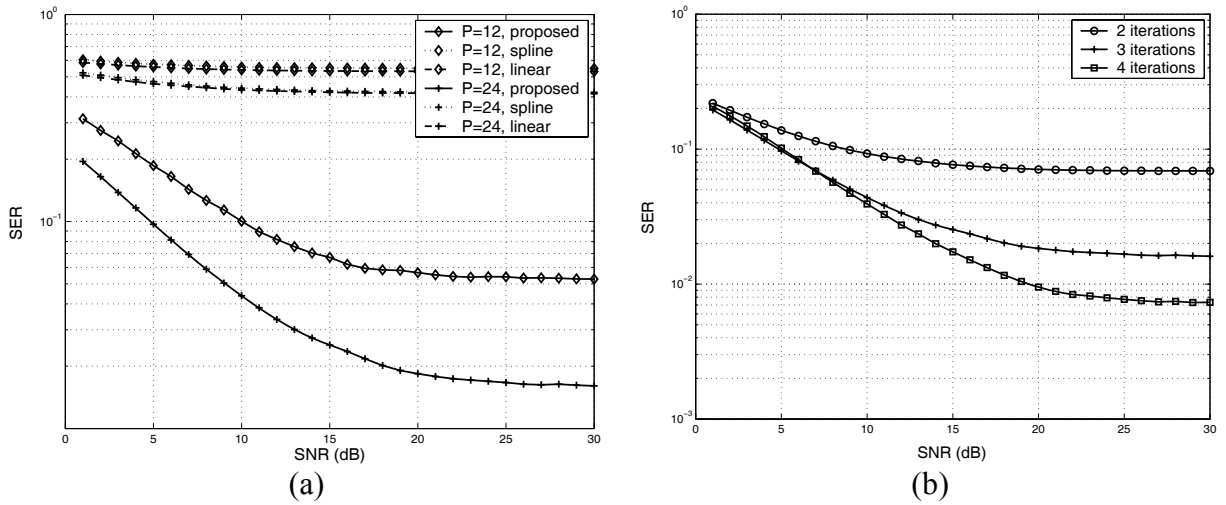 10^0
10^-1
SER
0
5
10
15
20
25
30
SNR (dB)
P=12, proposed
P=12, spline
P=12, linear
P=24, proposed
P=24, spline
P=24, linear
(a)
10^0
10^-1
10^-2
10^-3
SER
0
5
10
15
20
25
30
SNR (dB)
2 iterations
3 iterations
4 iterations
(b)